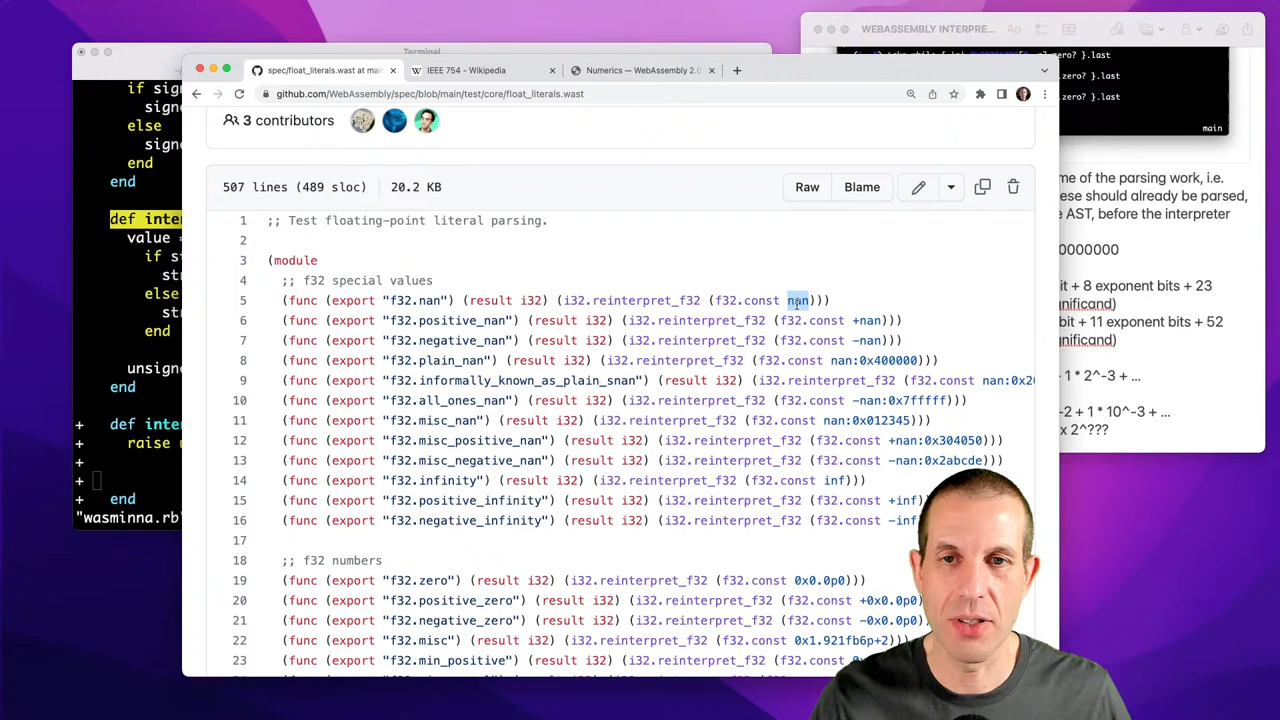 WEBASSEMBLY INTERPRE...
Aa
Terminal
spec/float_literals.wast at main
IEEE 754 - Wikipedia
Numerics — WebAssembly 2.0
github.com/WebAssembly/spec/blob/main/test/core/float_literals.wast
zero? ].last
zero? }.last
main
3 contributors
507 lines (489 sloc) 20.2 KB
Raw
Blame
1 ;; Test floating-point literal parsing.
2
3 (module
4 ;; f32 special values
5 (func (export "f32.nan") (result i32) (i32.reinterpret_f32 (f32.const nan)))
6 (func (export "f32.positive_nan") (result i32) (i32.reinterpret_f32 (f32.const +nan)))
7 (func (export "f32.negative_nan") (result i32) (i32.reinterpret_f32 (f32.const -nan)))
8 (func (export "f32.plain_nan") (result i32) (i32.reinterpret_f32 (f32.const nan:0x400000)))
9 (func (export "f32.informally_known_as_plain_snan") (result i32) (i32.reinterpret_f32 (f32.const nan:0x20
10 (func (export "f32.all_ones_nan") (result i32) (i32.reinterpret_f32 (f32.const -nan:0x7fffff)))
11 (func (export "f32.misc_nan") (result i32) (i32.reinterpret_f32 (f32.const nan:0x012345)))
12 (func (export "f32.misc_positive_nan") (result i32) (i32.reinterpret_f32 (f32.const +nan:0x304050)))
13 (func (export "f32.misc_negative_nan") (result i32) (i32.reinterpret_f32 (f32.const -nan:0x2abcde)))
14 (func (export "f32.infinity") (result i32) (i32.reinterpret_f32 (f32.const inf)))
15 (func (export "f32.positive_infinity") (result i32) (i32.reinterpret_f32 (f32.const +inf)
16 (func (export "f32.negative_infinity") (result i32) (i32.reinterpret_f32 (f32.const -inf
17
18 ;; f32 numbers
19 (func (export "f32.zero") (result i32) (i32.reinterpret_f32 (f32.const 0x0.0p0)))
20 (func (export "f32.positive_zero") (result i32) (i32.reinterpret_f32 (f32.const +0x0.0p0)
21 (func (export "f32.negative_zero") (result i32) (i32.reinterpret_f32 (f32.const -0x0.0p0)
22 (func (export "f32.misc") (result i32) (i32.reinterpret_f32 (f32.const 0x1.921fb6p+2)))
23 (func (export "f32.min_positive") (result i32) (i32.reinterpret_f32 (f32.const
if sign
sign
else
sign
end
end
def inte
value =
if s
st
else
st
end
unsign
end
+ def inte
+ raise u
+
+
+ end
"wasminna.rb"
me of the parsing work, i.e.
ese should already be parsed,
e AST, before the interpreter
0000000
it + 8 exponent bits + 23
gnificand)
bit + 11 exponent bits + 52
gnificand)
1 * 2^-3 + ...
-2 + 1 * 10^-3 + ...
x 2^???